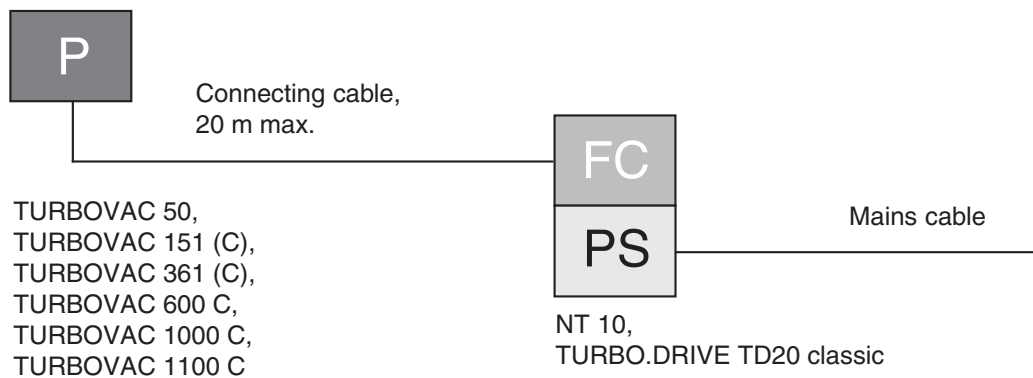 P
Connecting cable,
20 m max.
FC
PS
Mains cable
TURBOVAC 50,
TURBOVAC 151 (C),
TURBOVAC 361 (C),
TURBOVAC 600 C,
TURBOVAC 1000 C,
TURBOVAC 1100 C
NT 10,
TURBO.DRIVE TD20 classic